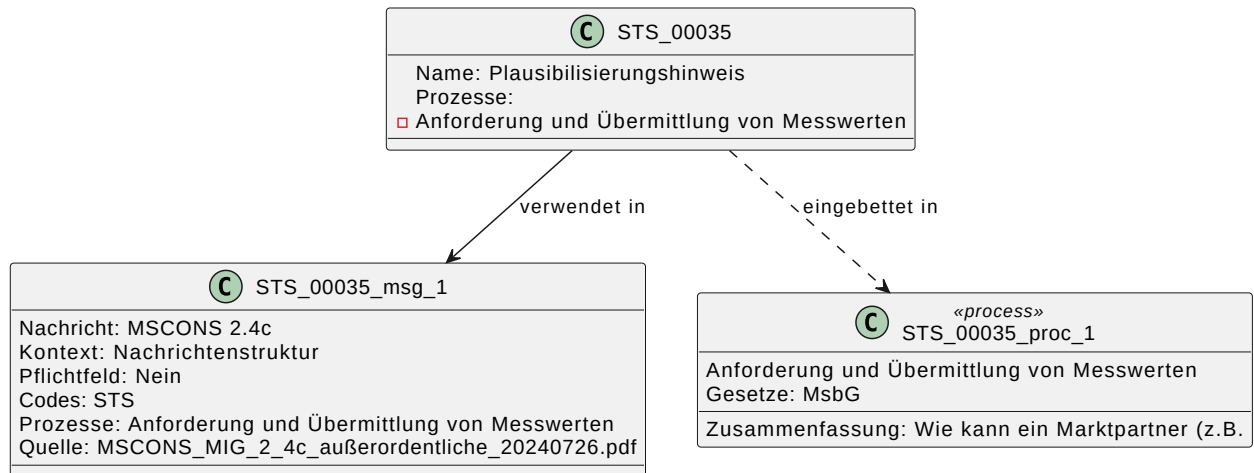 C STS_00035
Name: Plausibilisierungshinweis
Prozesse:
Anforderung und Übermittlung von Messwerten
verwendet in
eingebettet in
C STS_00035_msg_1
Nachricht: MSCONS 2.4c
Kontext: Nachrichtenstruktur
Pflichtfeld: Nein
Codes: STS
Prozesse: Anforderung und Übermittlung von Messwerten
Quelle: MSCONS_MIG_2_4c_außerordentliche_20240726.pdf
C «process»
STS_00035_proc_1
Anforderung und Übermittlung von Messwerten
Gesetze: MsbG
Zusammenfassung: Wie kann ein Marktpartner (z.B.